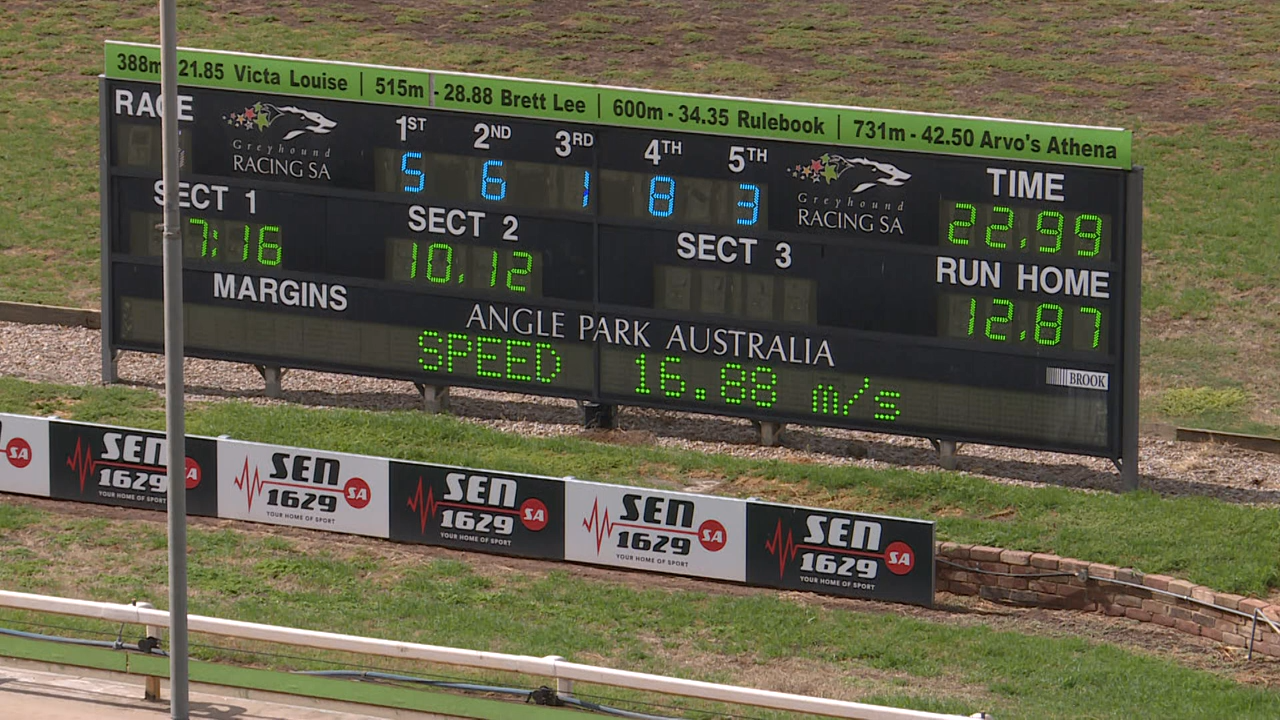 388m 21.85 Victa Louise | 515m - 28.88 Brett Lee | 600m - 34.35 Rulebook | 731m - 42.50 Arvo's Athena
RACE
Greyhound
RACING SA
1ST 2ND 3RD 4TH 5TH
5 6 1 8 3
Greyhound
RACING SA
TIME
22.99
SECT 1
7:16
SECT 2
10.12
SECT 3
RUN HOME
12.87
MARGINS
ANGLE PARK AUSTRALIA
SPEED 16.88 m/s
BROOK
SA
SEN
1629 SA
YOUR HOME OF SPORT
SEN
1629 SA
YOUR HOME OF SPORT
SEN
1629 SA
YOUR HOME OF SPORT
SEN
1629 SA
YOUR HOME OF SPORT
SEN
1629 SA
YOUR HOME OF SPORT